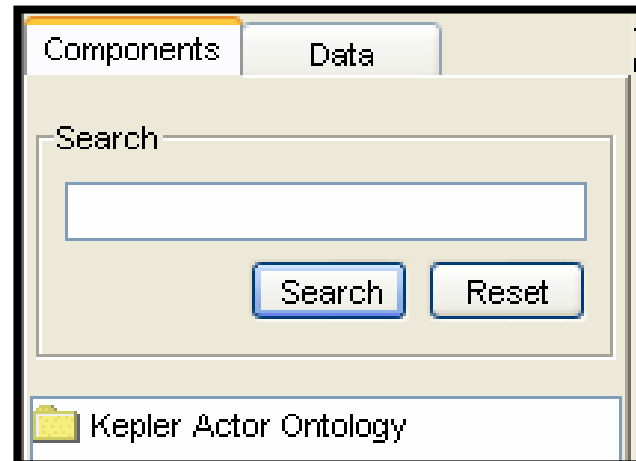 Components Data
Search
Search Reset
Kepler Actor Ontology